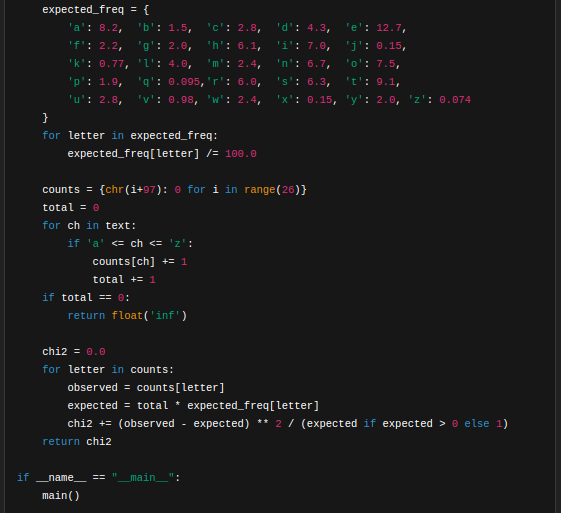 expected_freq = {
    'a': 8.2,  'b': 1.5,  'c': 2.8,  'd': 4.3,  'e': 12.7,
    'f': 2.2,  'g': 2.0,  'h': 6.1,  'i': 7.0,  'j': 0.15,
    'k': 0.77, 'l': 4.0,  'm': 2.4,  'n': 6.7,  'o': 7.5,
    'p': 1.9,  'q': 0.095,'r': 6.0,  's': 6.3,  't': 9.1,
    'u': 2.8,  'v': 0.98, 'w': 2.4,  'x': 0.15, 'y': 2.0, 'z': 0.074
}
for letter in expected_freq:
    expected_freq[letter] /= 100.0

counts = {chr(i+97): 0 for i in range(26)}
total = 0
for ch in text:
    if 'a' <= ch <= 'z':
        counts[ch] += 1
        total += 1
if total == 0:
    return float('inf')

chi2 = 0.0
for letter in counts:
    observed = counts[letter]
    expected = total * expected_freq[letter]
    chi2 += (observed - expected) ** 2 / (expected if expected > 0 else 1)
return chi2

if __name__ == "__main__":
    main()